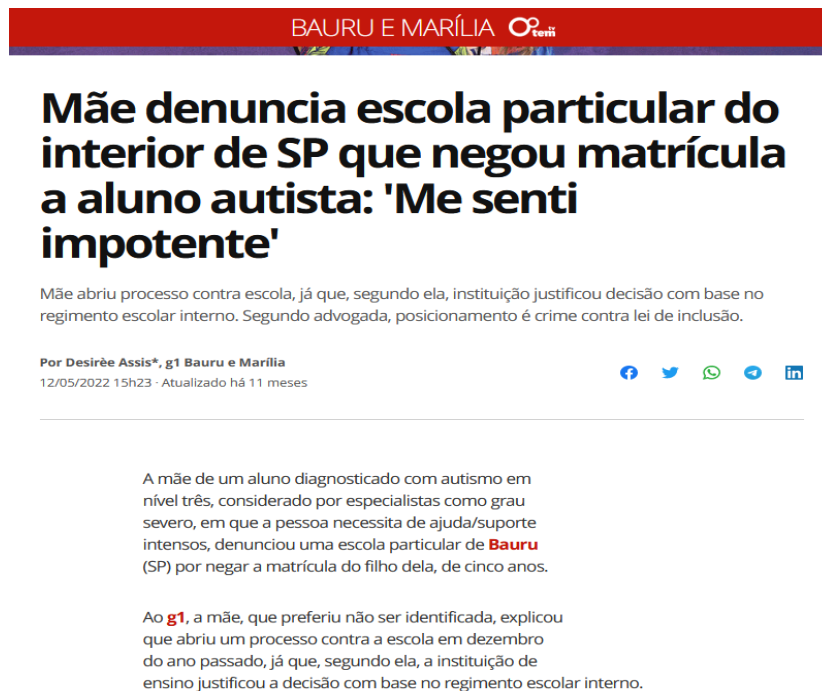 BAURU E MARÍLIA tv tem
Mãe denuncia escola particular do
interior de SP que negou matrícula
a aluno autista: 'Me senti
impotente'
Mãe abriu processo contra escola, já que, segundo ela, instituição justificou decisão com base no
regimento escolar interno. Segundo advogada, posicionamento é crime contra lei de inclusão.
Por Desirèe Assis*, g1 Bauru e Marília
12/05/2022 15h23 · Atualizado há 11 meses
in
A mãe de um aluno diagnosticado com autismo em
nível três, considerado por especialistas como grau
severo, em que a pessoa necessita de ajuda/suporte
intensos, denunciou uma escola particular de Bauru
(SP) por negar a matrícula do filho dela, de cinco anos.
Ao g1, a mãe, que preferiu não ser identificada, explicou
que abriu um processo contra a escola em dezembro
do ano passado, já que, segundo ela, a instituição de
ensino justificou a decisão com base no regimento escolar interno.